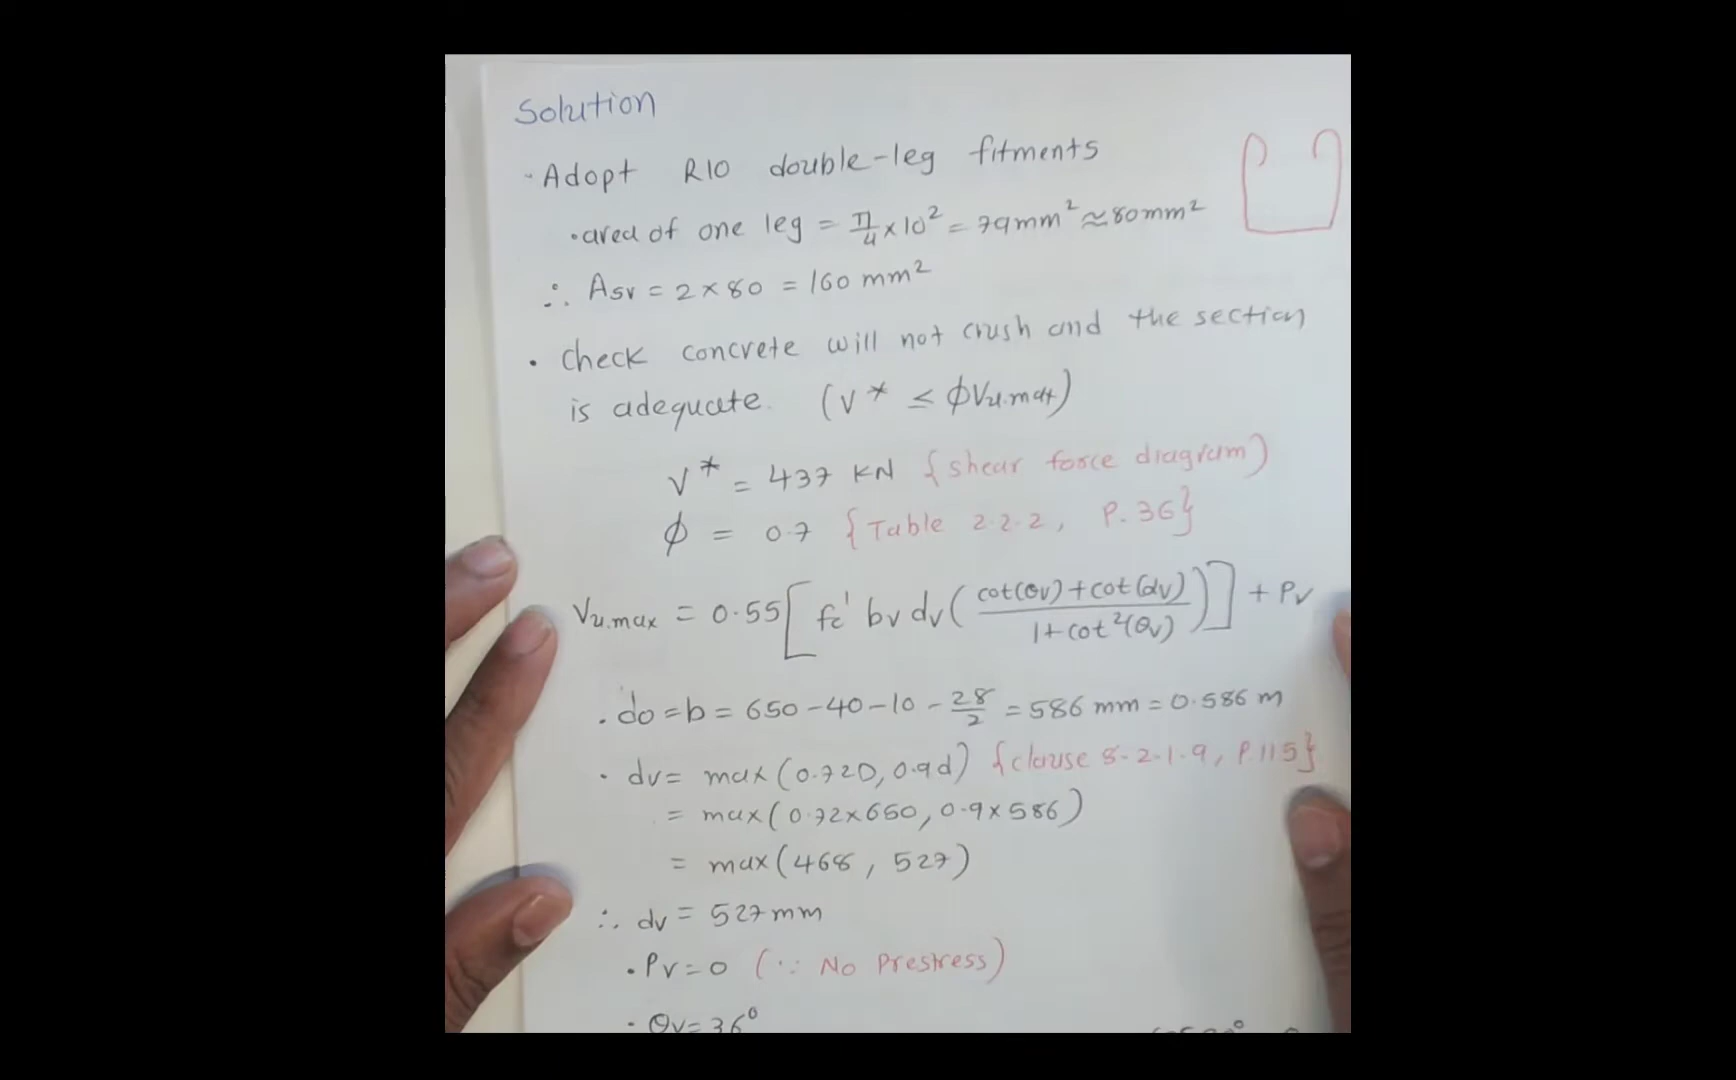 Solution
Adopt R10 double-leg fitments
• area of one leg = π/4 × 10² = 79mm² ≈ 80mm²
∴ Asv = 2 × 80 = 160 mm²
• check concrete will not crush and the section
is adequate. (V* ≤ ϕVu.max)
V* = 437 KN {shear force diagram)
ϕ = 0.7 {Table 2.2.2, P.36}
Vu.max = 0.55[fc' bv dv((cot(θv)+cot(αv))/(1+cot²(θv)))] + Pv
• do = b = 650-40-10-28/2 = 586 mm = 0.586 m
• dv = max(0.72D, 0.9d) {clause 8.2.1.9, P.115}
= max(0.72×650, 0.9×586)
= max(468, 527)
∴ dv = 527mm
• Pv=0 (∵ No Prestress)
• θv=36°